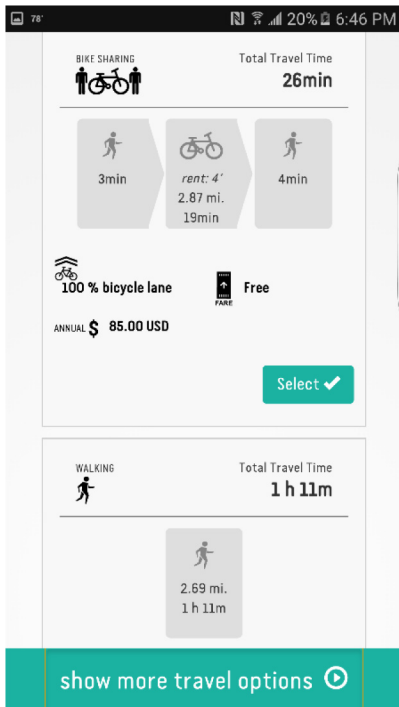 78°
20% 6:46 PM
BIKE SHARING
Total Travel Time
26min
3min
rent: 4'
2.87 mi.
19min
4min
100 % bicycle lane
FARE
Free
ANNUAL $ 85.00 USD
Select
WALKING
Total Travel Time
1 h 11m
2.69 mi.
1 h 11m
show more travel options